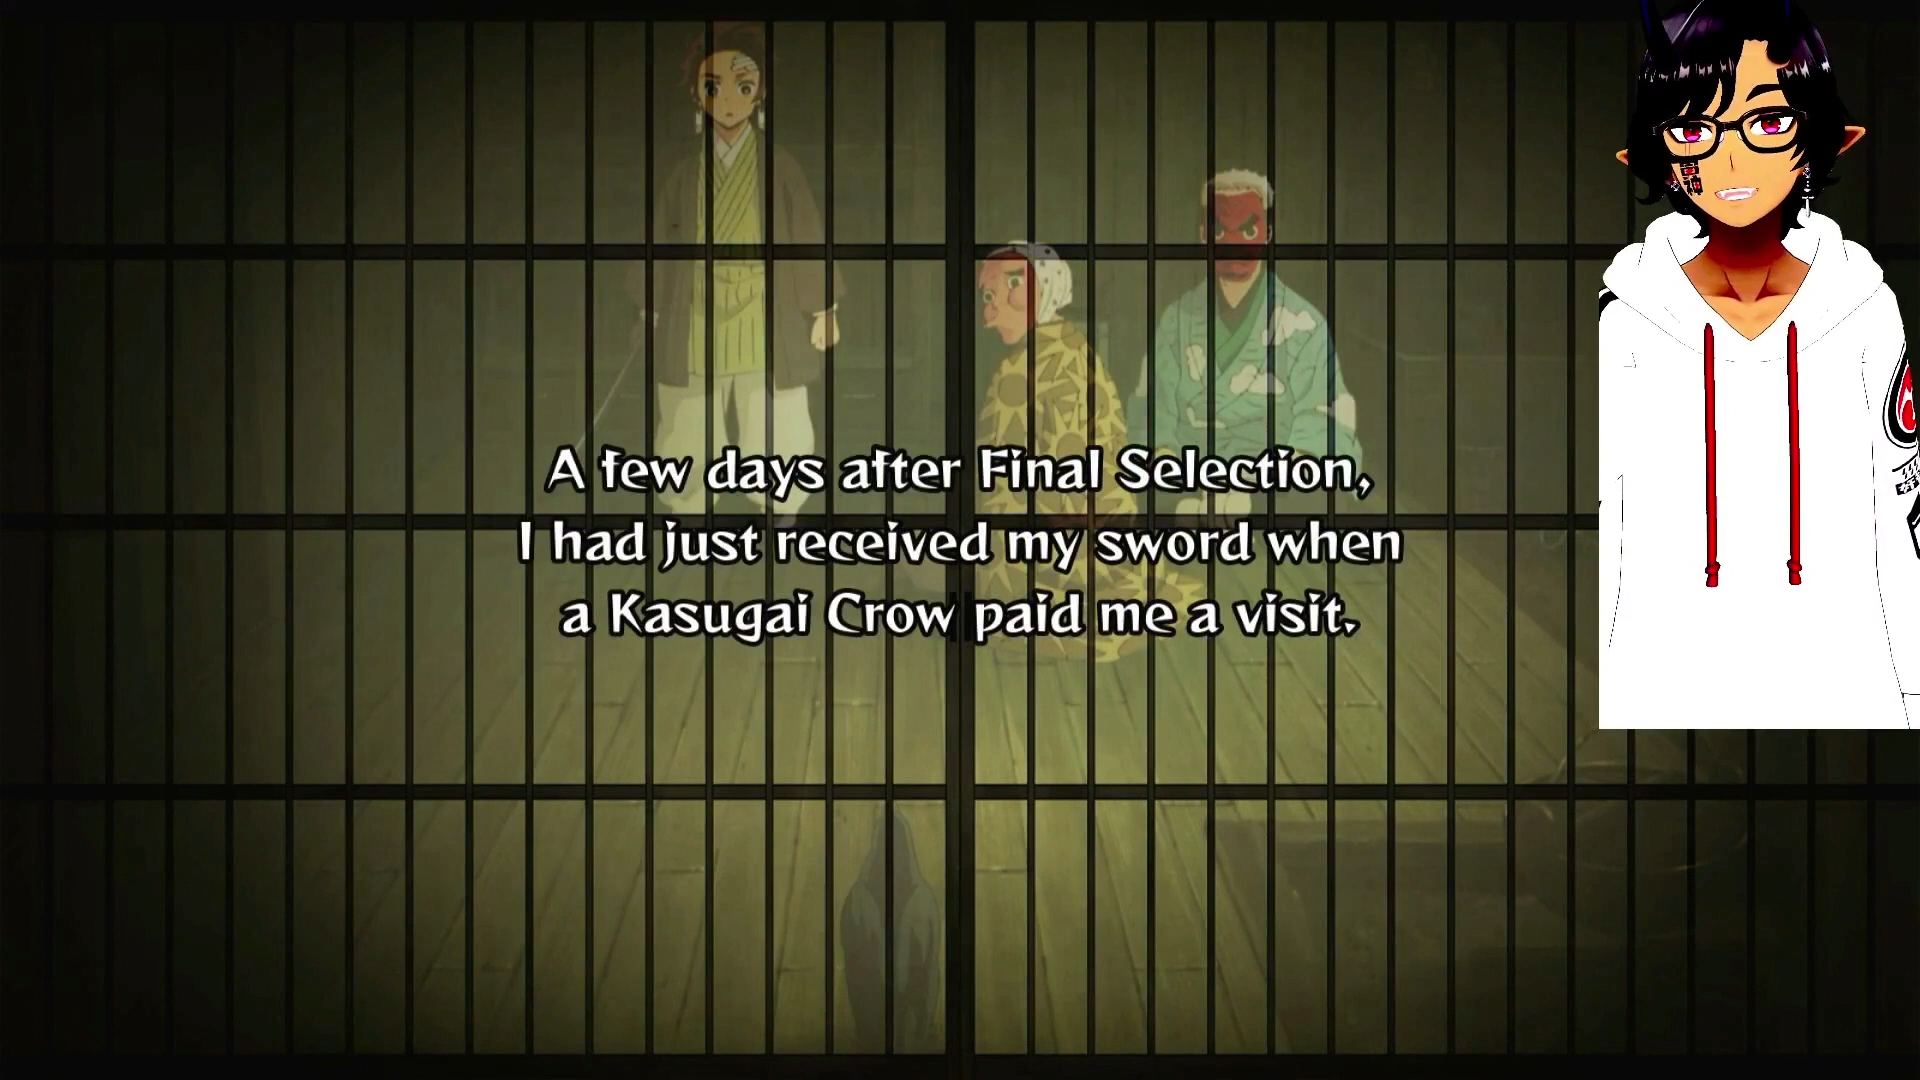 A few days after Final Selection,
I had just received my sword when
a Kasugai Crow paid me a visit.